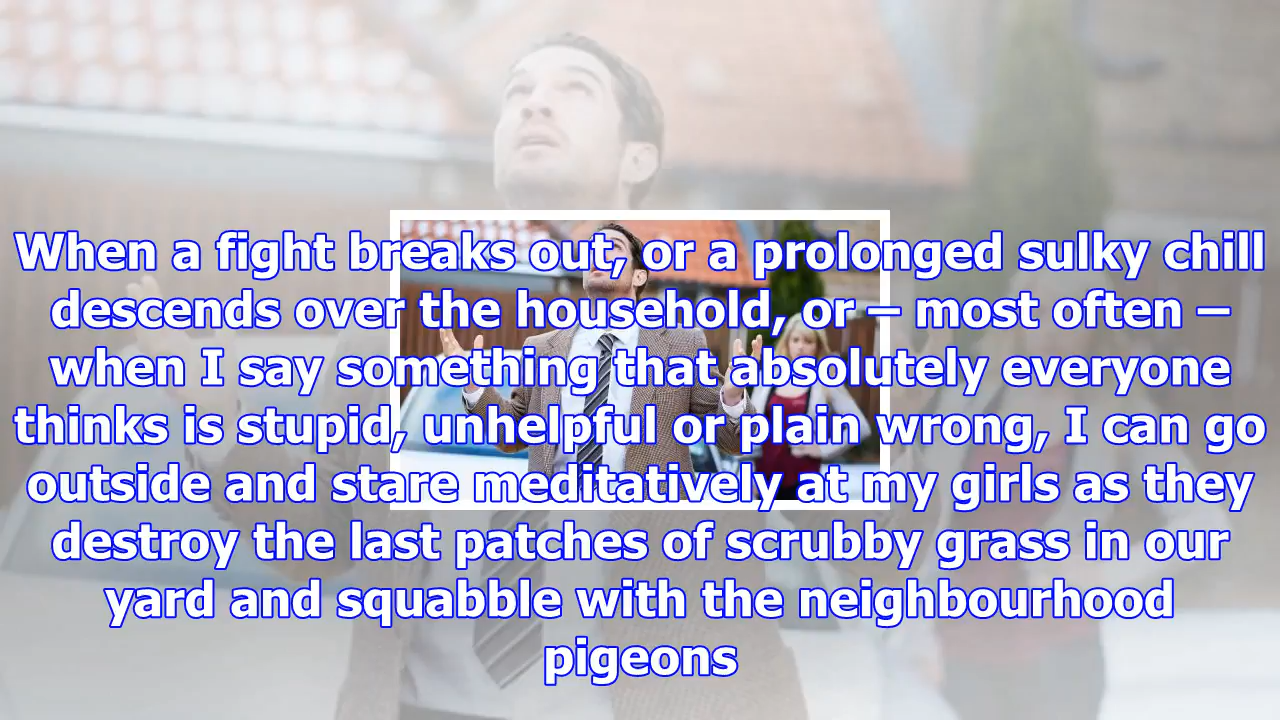 When a fight breaks out, or a prolonged sulky chill
descends over the household, or – most often –
when I say something that absolutely everyone
thinks is stupid, unhelpful or plain wrong, I can go
outside and stare meditatively at my girls as they
destroy the last patches of scrubby grass in our
yard and squabble with the neighbourhood
pigeons